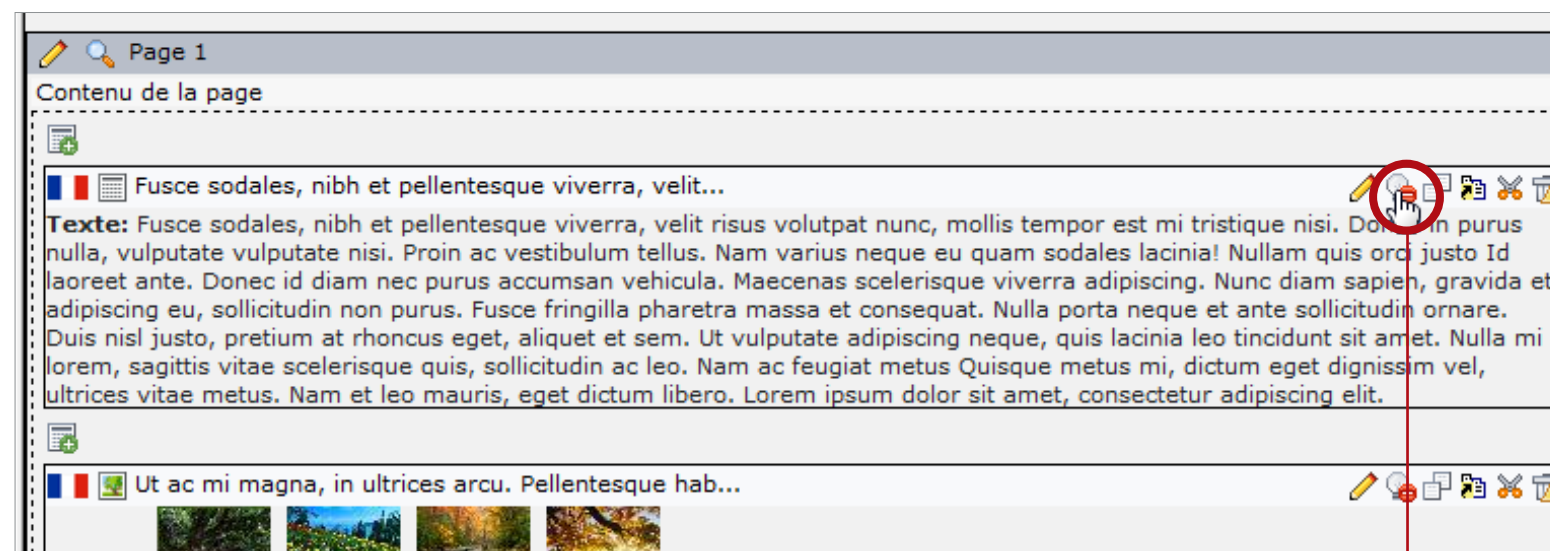 Page 1
Contenu de la page
Fusce sodales, nibh et pellentesque viverra, velit...
Texte: Fusce sodales, nibh et pellentesque viverra, velit risus volutpat nunc, mollis tempor est mi tristique nisi. in purus
nulla, vulputate vulputate nisi. Proin ac vestibulum tellus. Nam varius neque eu quam sodales lacinia! Nullam quis orci justo Id
laoreet ante. Donec id diam nec purus accumsan vehicula. Maecenas scelerisque viverra adipiscing. Nunc diam sapien, gravida et
adipiscing eu, sollicitudin non purus. Fusce fringilla pharetra massa et consequat. Nulla porta neque et ante sollicitudin ornare.
Duis nisl justo, pretium at rhoncus eget, aliquet et sem. Ut vulputate adipiscing neque, quis lacinia leo tincidunt sit amet. Nulla mi
lorem, sagittis vitae scelerisque quis, sollicitudin ac leo. Nam ac feugiat metus Quisque metus mi, dictum eget dignissim vel,
ultrices vitae metus. Nam et leo mauris, eget dictum libero. Lorem ipsum dolor sit amet, consectetur adipiscing elit.
Ut ac mi magna, in ultrices arcu. Pellentesque hab...